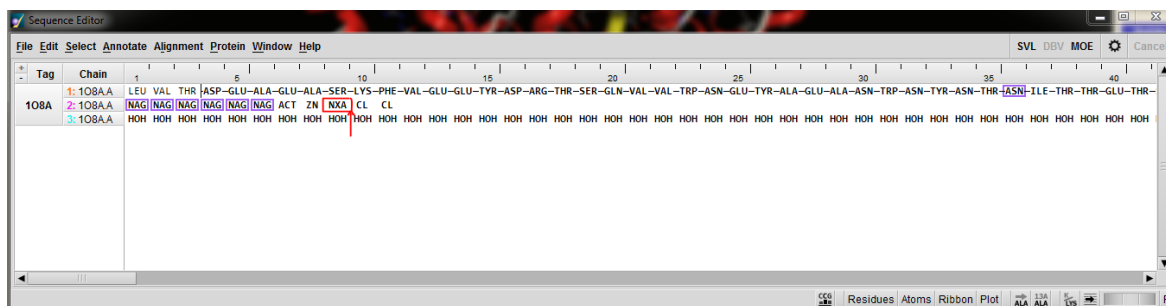 Sequence Editor
File Edit Select Annotate Alignment Protein Window Help SVL DBV MOE Cancel
+ - Tag Chain 1 5 10 15 20 25 30 35 40
1: 1O8A.A LEU VAL THR ASP-GLU-ALA-GLU-ALA-SER-LYS-PHE-VAL-GLU-GLU-TYR-ASP-ARG-THR-SER-GLN-VAL-VAL-TRP-ASN-GLU-TYR-ALA-GLU-ALA-ASN-TRP-ASN-TYR-ASN-THR-ASN-ILE-THR-THR-GLU-THR-
1O8A 2: 1O8A.A NAG NAG NAG NAG NAG NAG ACT ZN NXA CL CL
3: 1O8A.A HOH HOH HOH HOH HOH HOH HOH HOH HOH HOH HOH HOH HOH HOH HOH HOH HOH HOH HOH HOH HOH HOH HOH HOH HOH HOH HOH HOH HOH HOH HOH HOH HOH HOH HOH HOH HOH HOH HOH HOH HOH
CCG Residues Atoms Ribbon Plot ALA ALA 13A ALA K LYS